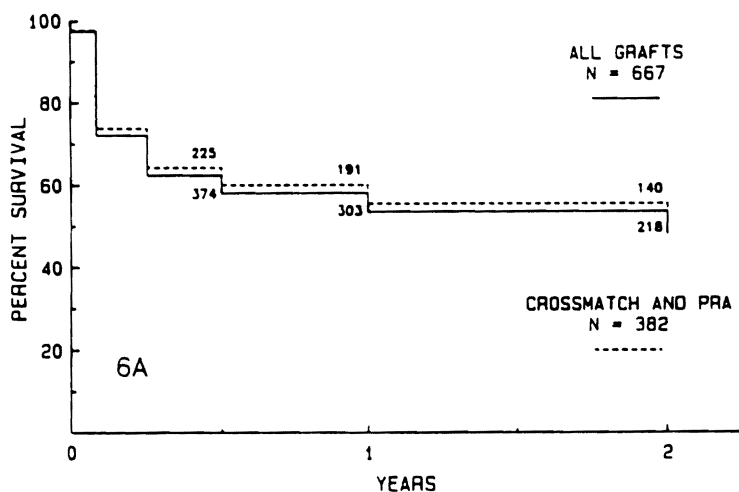 100
80
60
40
20
0
1
2
PERCENT SURVIVAL
YEARS
ALL GRAFTS
N = 667
225
374
191
303
140
218
CROSSMATCH AND PRA
N = 382
6A